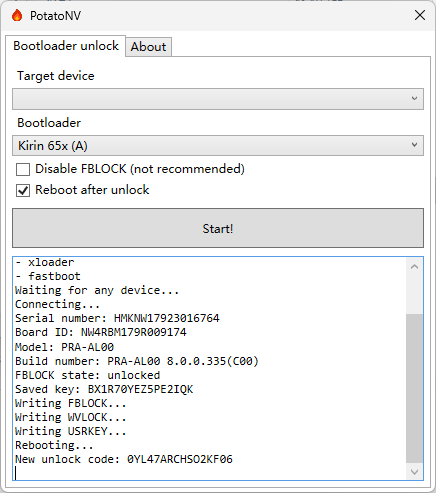 PotatoNV
Bootloader unlock
About
Target device
Bootloader
Kirin 65x (A)
Disable FBLOCK (not recommended)
Reboot after unlock
Start!
- xloader
- fastboot
Waiting for any device...
Connecting...
Serial number: HMKNW17923016764
Board ID: NW4RBM179R009174
Model: PRA-AL00
Build number: PRA-AL00 8.0.0.335(C00)
FBLOCK state: unlocked
Saved key: BX1R70YEZ5PE2IQK
Writing FBLOCK...
Writing WVLOCK...
Writing USRKEY...
Rebooting...
New unlock code: 0YL47ARCHSO2KF06